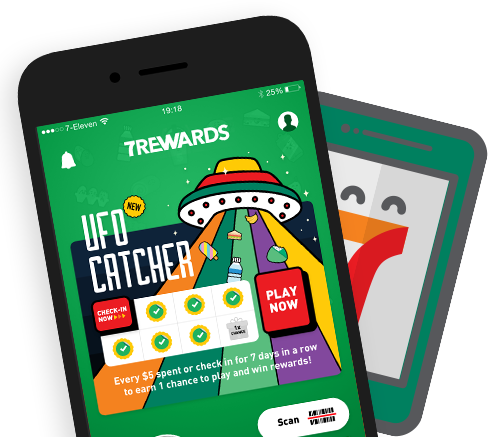 7-Eleven 19:18 25%
7REWARDS
NEW
UFO
CATCHER
CHECK-IN
NOW
1x
CHANCE
PLAY
NOW
Every $5 spent or check in for 7 days in a row
to earn 1 chance to play and win rewards!
Scan